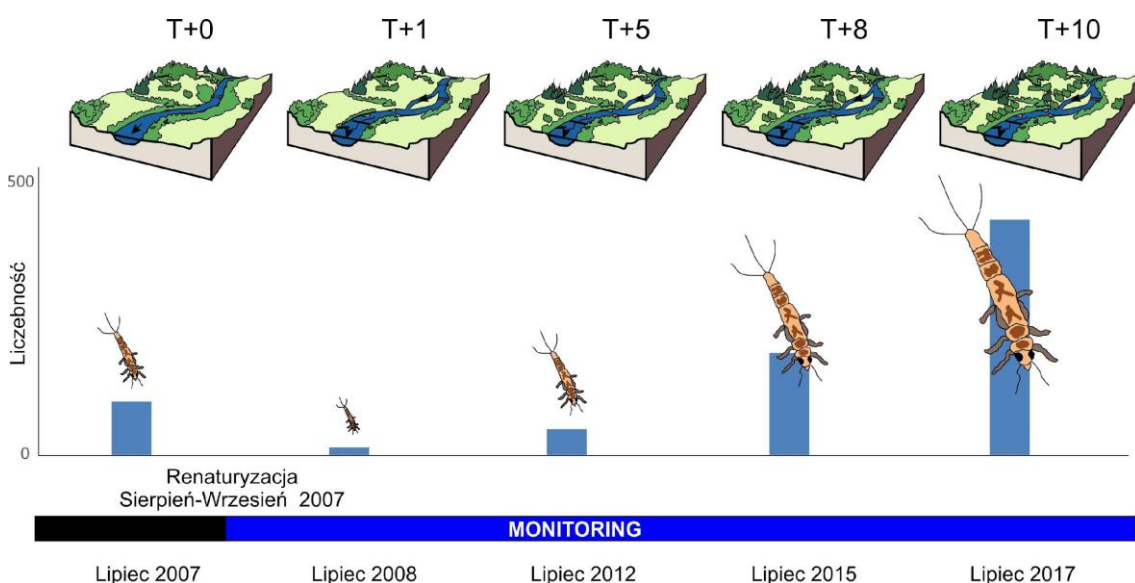 T+0 T+1 T+5 T+8 T+10
500
Liczebność
0
Renaturyzacja
Sierpień-Wrzesień 2007
MONITORING
Lipiec 2007 Lipiec 2008 Lipiec 2012 Lipiec 2015 Lipiec 2017